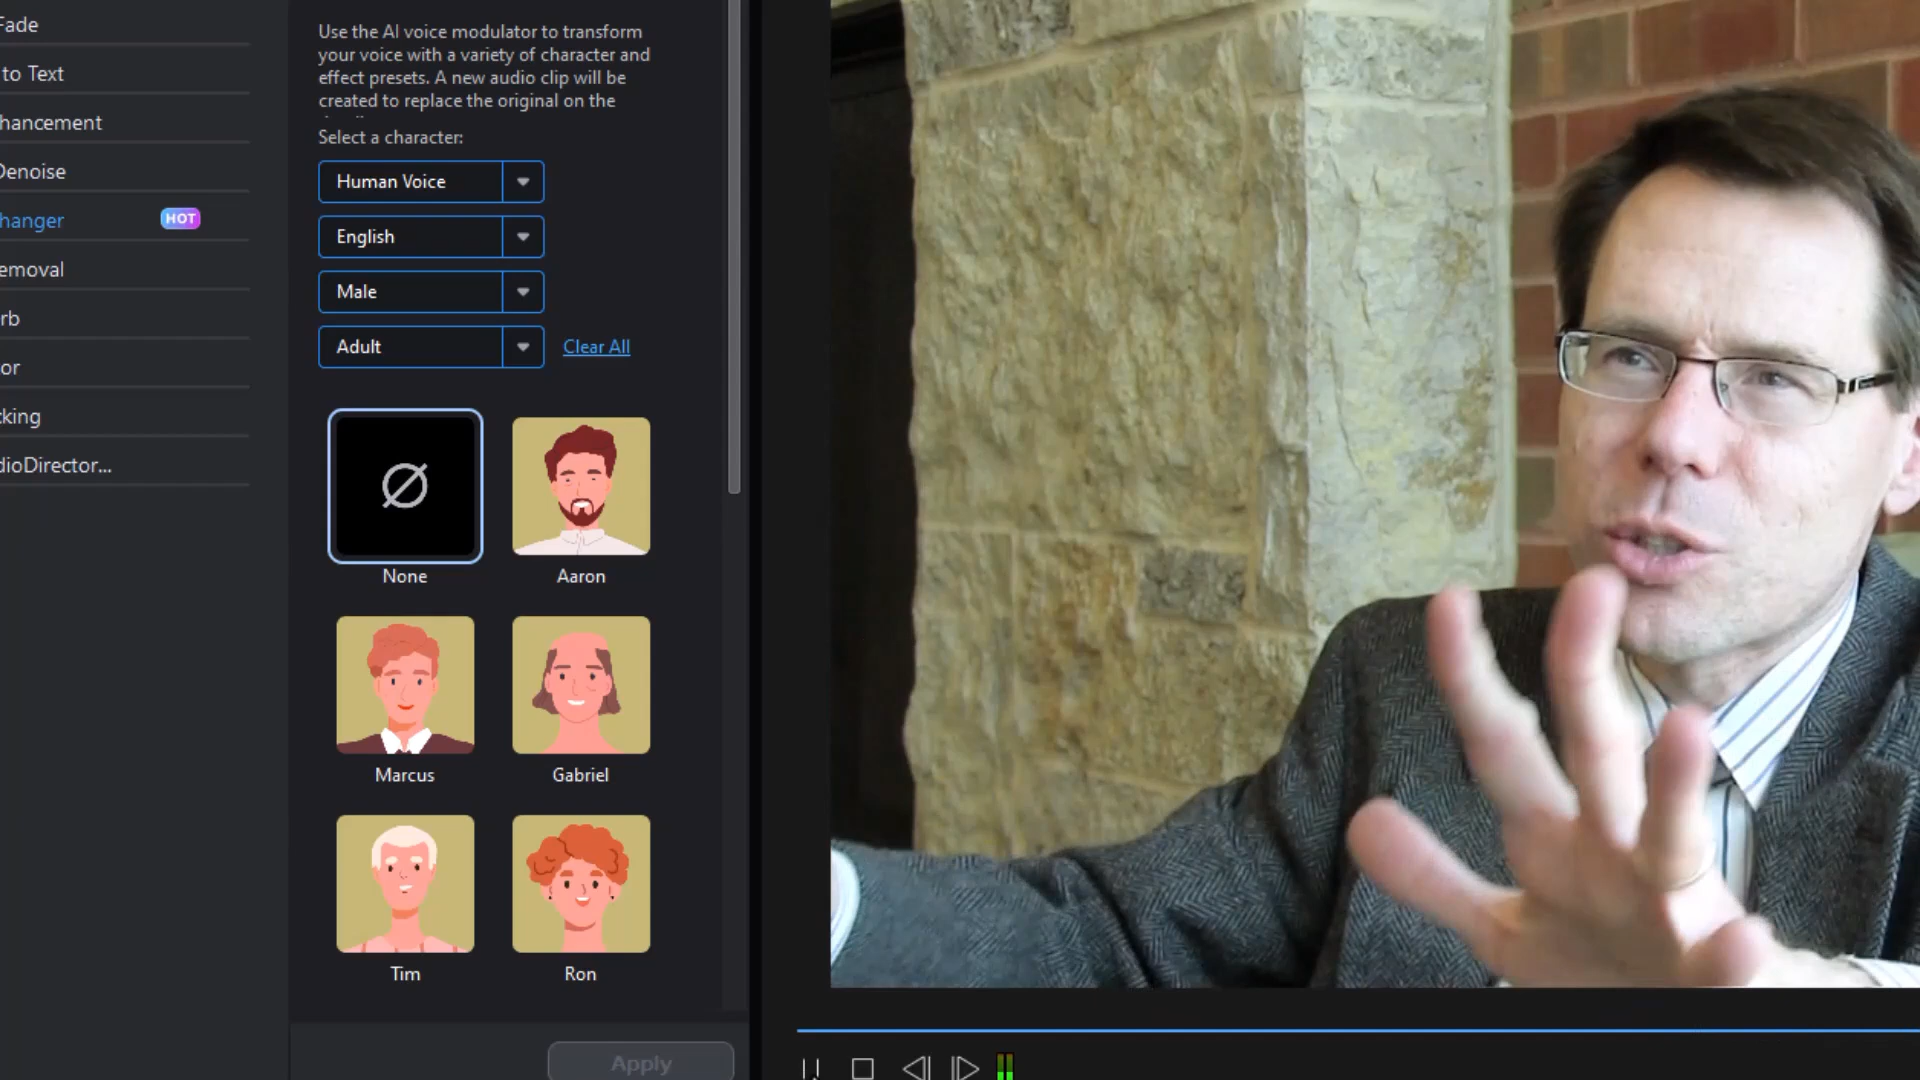 Fade
to Text
hancement
Denoise
hanger
HOT
emoval
rb
or
king
dioDirector...
Use the AI voice modulator to transform
your voice with a variety of character and
effect presets. A new audio clip will be
created to replace the original on the
Select a character:
Human Voice
English
Male
Adult
Clear All
None
Aaron
Marcus
Gabriel
Tim
Ron
Apply